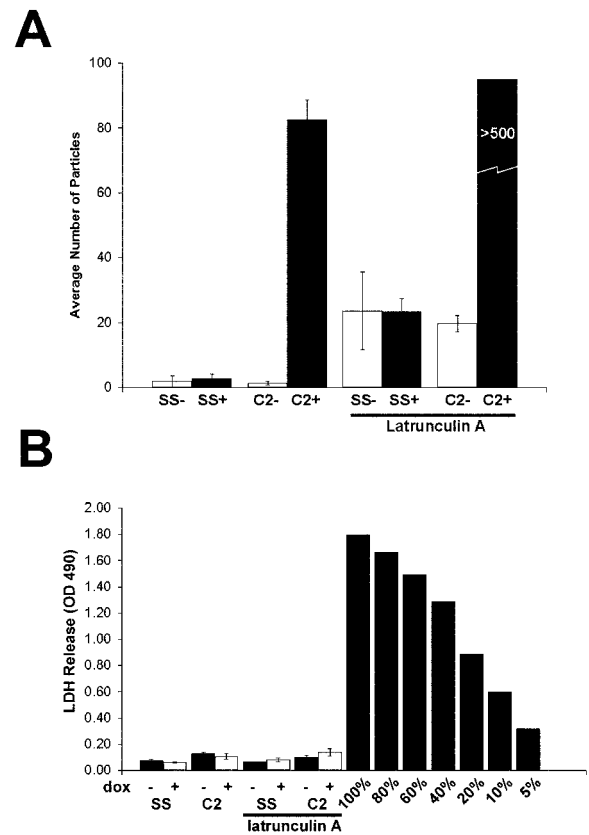 A
100
80
60
40
20
0
Average Number of Particles
>500
SS- SS+ C2- C2+ SS- SS+ C2- C2+
Latrunculin A
B
2.00
1.80
1.60
1.40
1.20
1.00
0.80
0.60
0.40
0.20
0.00
LDH Release (OD 490)
dox - + - + - + - + 100% 80% 60% 40% 20% 10% 5%
SS C2 SS C2
latrunculin A